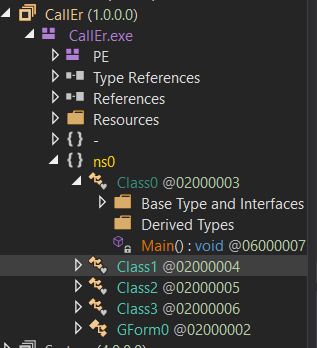 CallEr (1.0.0.0)
CallEr.exe
PE
Type References
References
Resources
{ } -
{ } ns0
Class0 @02000003
Base Type and Interfaces
Derived Types
Main() : void @06000007
Class1 @02000004
Class2 @02000005
Class3 @02000006
GForm0 @02000002